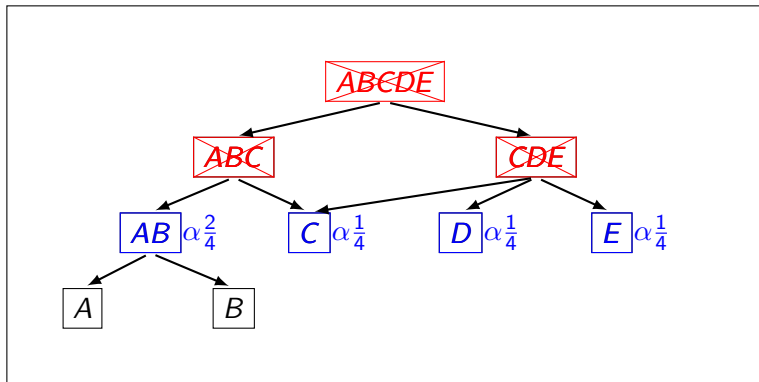 ABCDE
ABC CDE
AB α2/4 C α1/4 D α1/4 E α1/4
A B